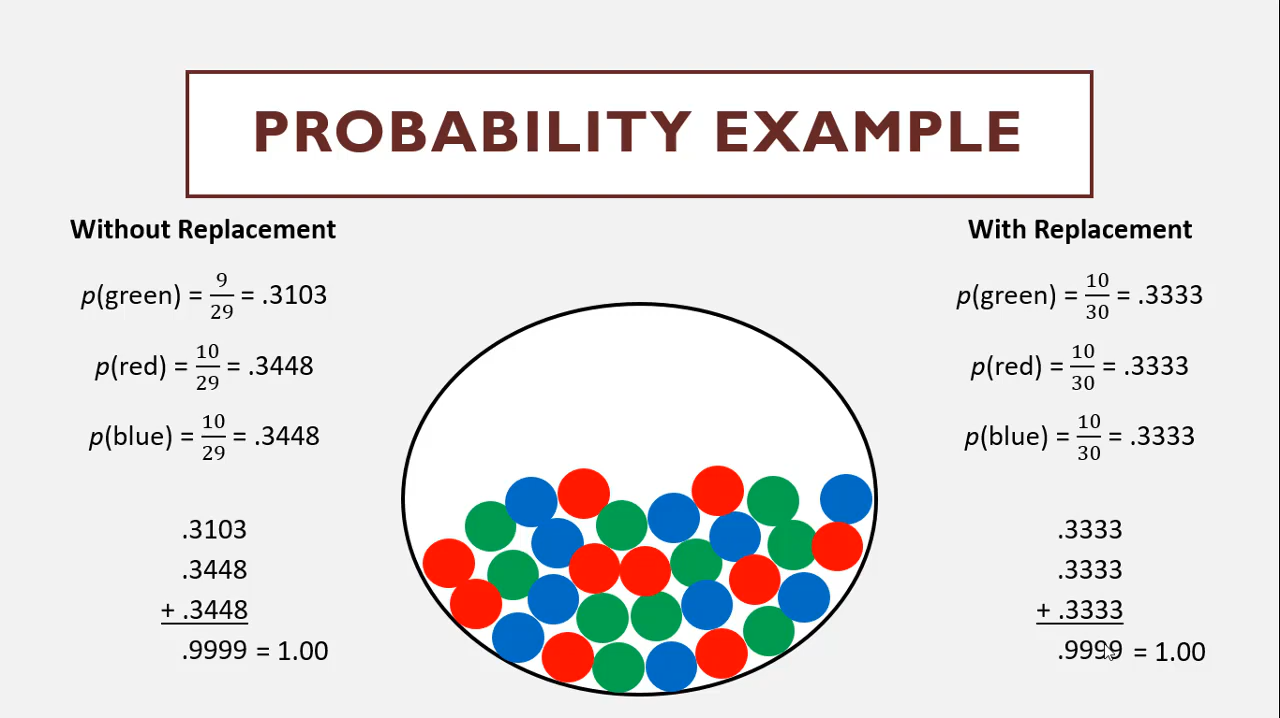 PROBABILITY EXAMPLE
Without Replacement
p(green) = 9/29 = .3103
p(red) = 10/29 = .3448
p(blue) = 10/29 = .3448
.3103
.3448
+ .3448
.9999 = 1.00
With Replacement
p(green) = 10/30 = .3333
p(red) = 10/30 = .3333
p(blue) = 10/30 = .3333
.3333
.3333
+ .3333
.9999 = 1.00